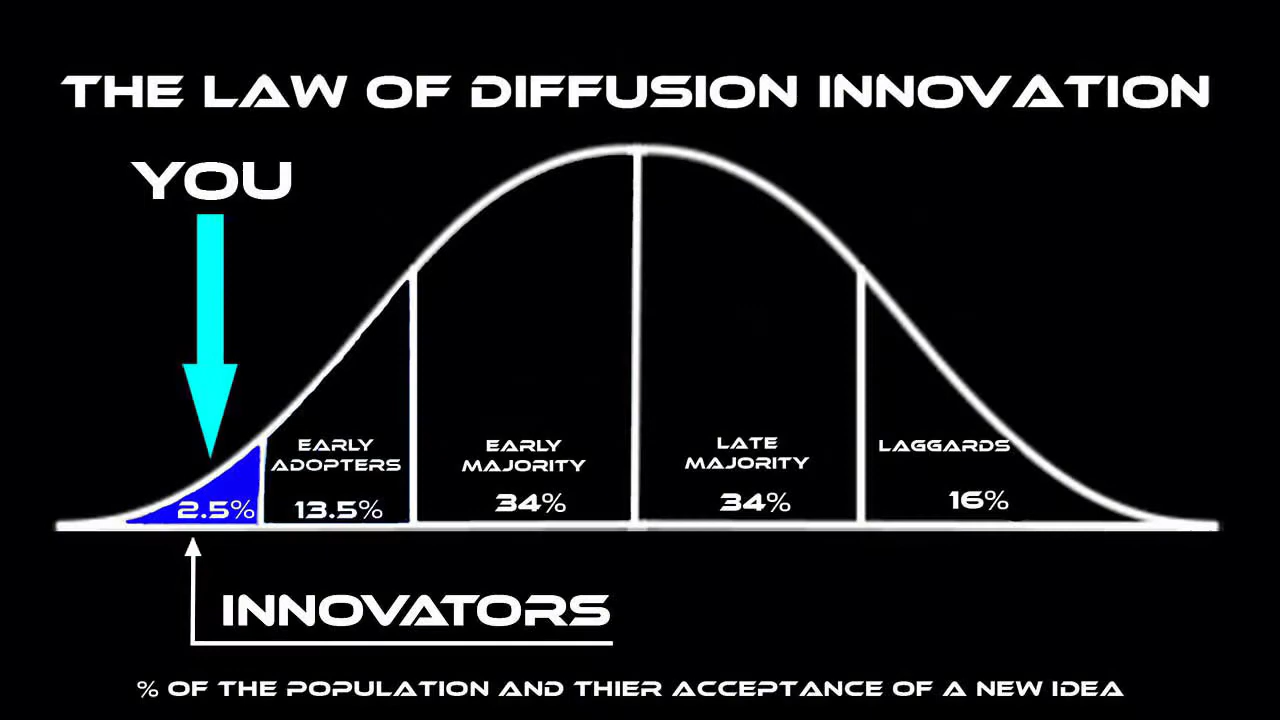 THE LAW OF DIFFUSION INNOVATION
YOU
EARLY
ADOPTERS
EARLY
MAJORITY
LATE
MAJORITY
LAGGARDS
2.5%
13.5%
34%
34%
16%
INNOVATORS
% OF THE POPULATION AND THIER ACCEPTANCE OF A NEW IDEA